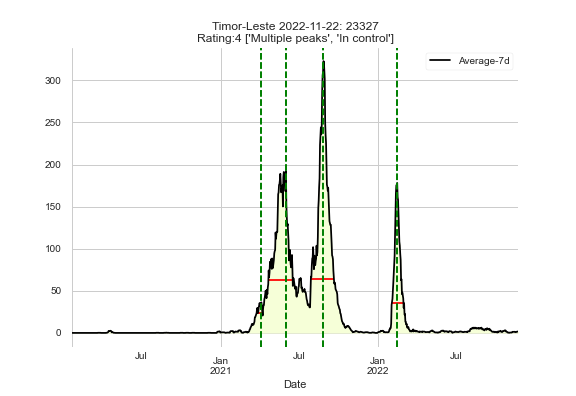 Timor-Leste 2022-11-22: 23327
Rating:4 ['Multiple peaks', 'In control']
Average-7d
300
250
200
150
100
50
0
Jul
Jan
2021
Jul
Jan
2022
Jul
Date